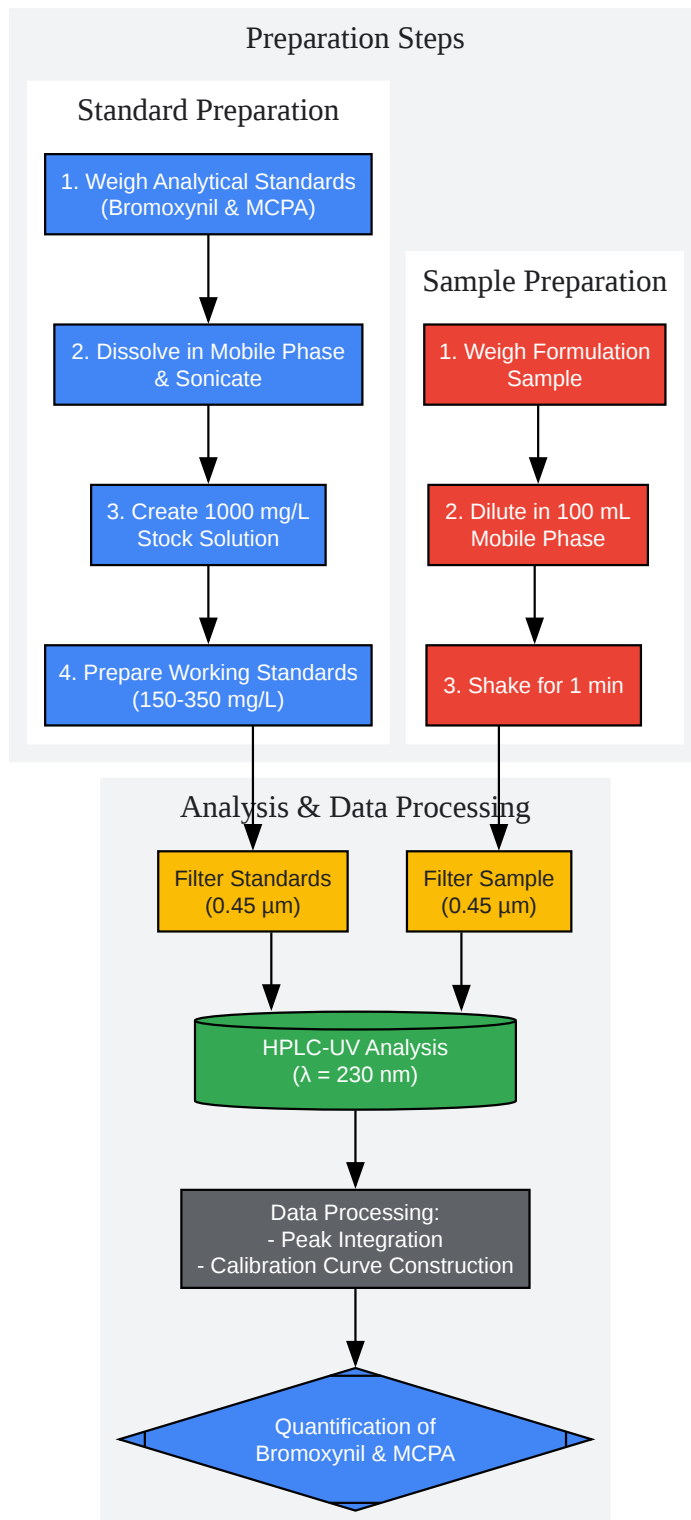 Preparation Steps
Standard Preparation
1. Weigh Analytical Standards
(Bromoxynil & MCPA)
2. Dissolve in Mobile Phase
& Sonicate
3. Create 1000 mg/L
Stock Solution
4. Prepare Working Standards
(150-350 mg/L)
Sample Preparation
1. Weigh Formulation
Sample
2. Dilute in 100 mL
Mobile Phase
3. Shake for 1 min
Analysis & Data Processing
Filter Standards
(0.45 µm)
Filter Sample
(0.45 µm)
HPLC-UV Analysis
(λ = 230 nm)
Data Processing:
- Peak Integration
- Calibration Curve Construction
Quantification of
Bromoxynil & MCPA